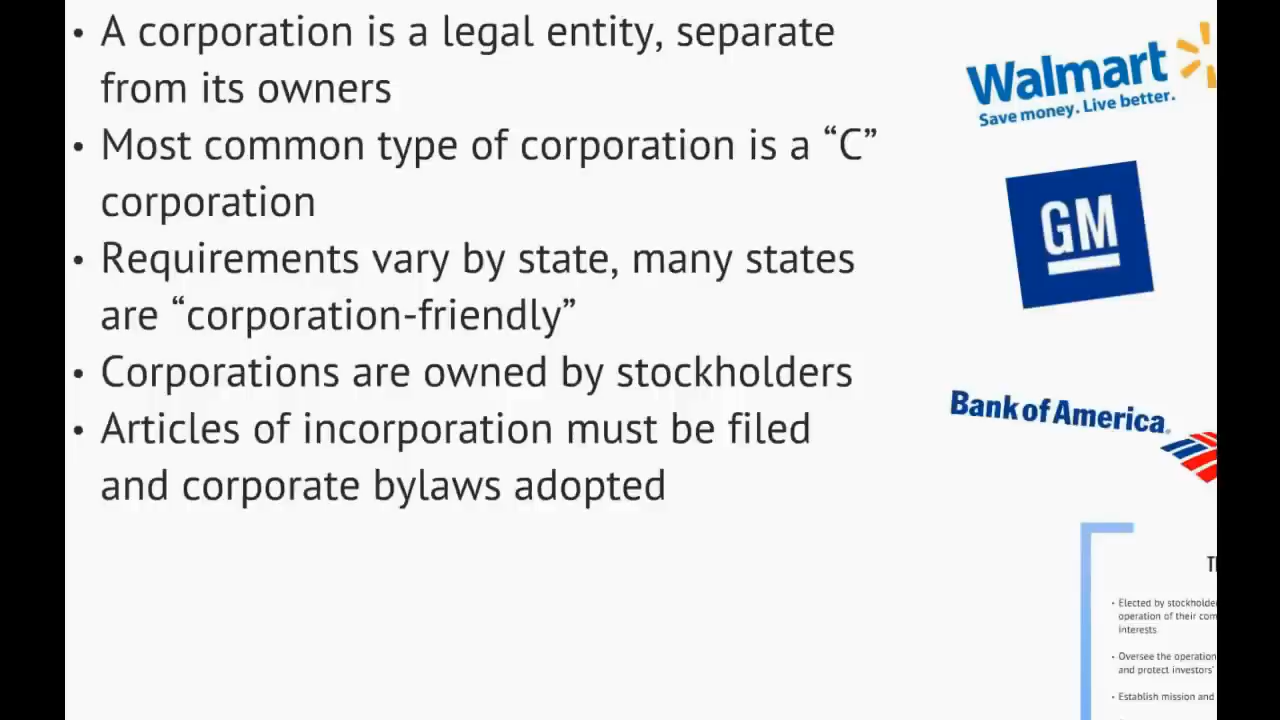 • A corporation is a legal entity, separate
from its owners
• Most common type of corporation is a “C”
corporation
• Requirements vary by state, many states
are “corporation-friendly”
• Corporations are owned by stockholders
• Articles of incorporation must be filed
and corporate bylaws adopted
Walmart
Save money. Live better.
GM
Bank of America
• Elected by
operation of their
interests
• Oversee the operation
and protect investors’
• Establish mission and